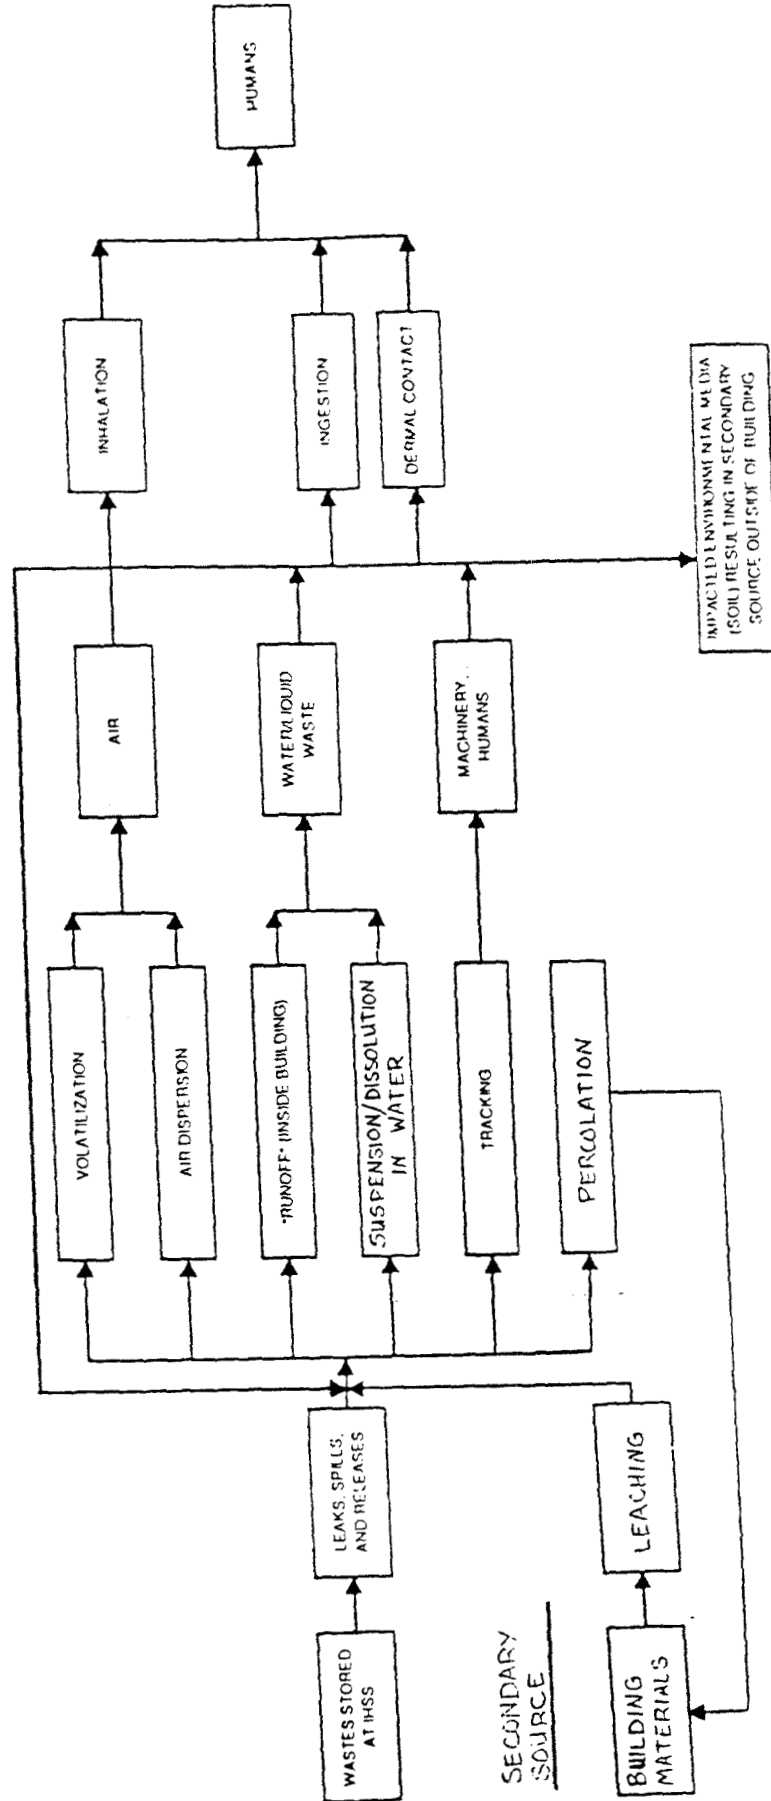 WASTES STORED
AT IHSS
LEAKS, SPILLS,
AND RELEASES
SECONDARY
SOURCE
BUILDING
MATERIALS
LEACHING
VOLATILIZATION
AIR DISPERSION
"RUNOFF" (INSIDE BUILDING)
SUSPENSION/DISSOLUTION
IN WATER
TRACKING
PERCOLATION
AIR
WATER/LIQUID
WASTE
MACHINERY,
HUMANS
INHALATION
INGESTION
DERMAL CONTACT
IMPACTED ENVIRONMENTAL MEDIA
(SOIL) RESULTING IN SECONDARY
SOURCE OUTSIDE OF BUILDING
HUMANS